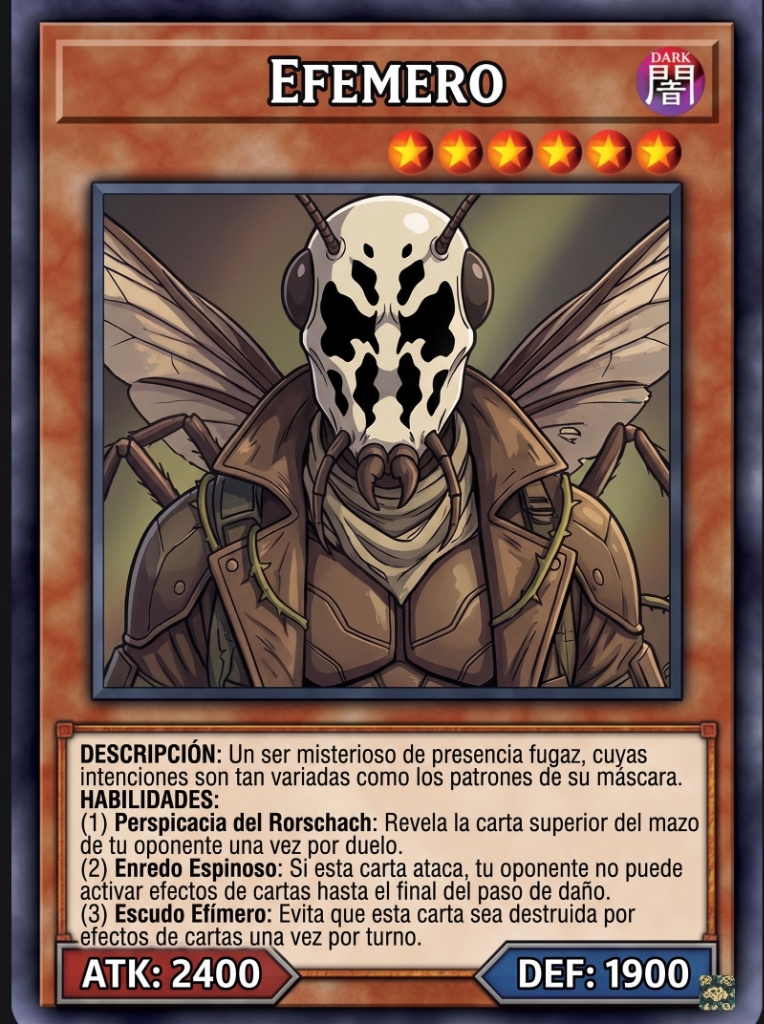 EFEMERO
DARK
闇
DESCRIPCIÓN: Un ser misterioso de presencia fugaz, cuyas
intenciones son tan variadas como los patrones de su máscara.
HABILIDADES:
(1) Perspicacia del Rorschach: Revela la carta superior del mazo
de tu oponente una vez por duelo.
(2) Enredo Espinoso: Si esta carta ataca, tu oponente no puede
activar efectos de cartas hasta el final del paso de daño.
(3) Escudo Efímero: Evita que esta carta sea destruida por
efectos de cartas una vez por turno.
ATK: 2400
DEF: 1900